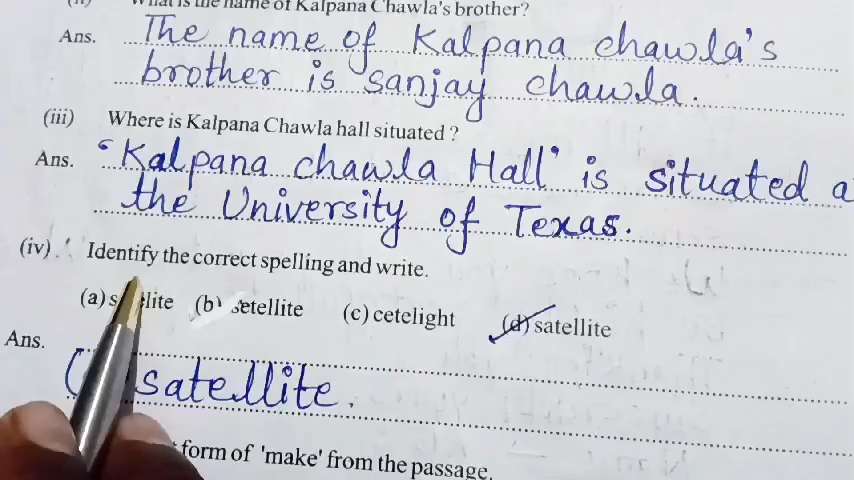 What is the name of Kalpana Chawla's brother?
Ans. The name of Kalpana chawla's
brother is sanjay chawla.
(iii) Where is Kalpana Chawla hall situated ?
Ans. 'Kalpana chawla Hall' is situated a
the University of Texas.
(iv) Identify the correct spelling and write.
(a) (b) setellite (c) cetelight (d) satellite
Ans.
satellite.
form of 'make' from the passage.